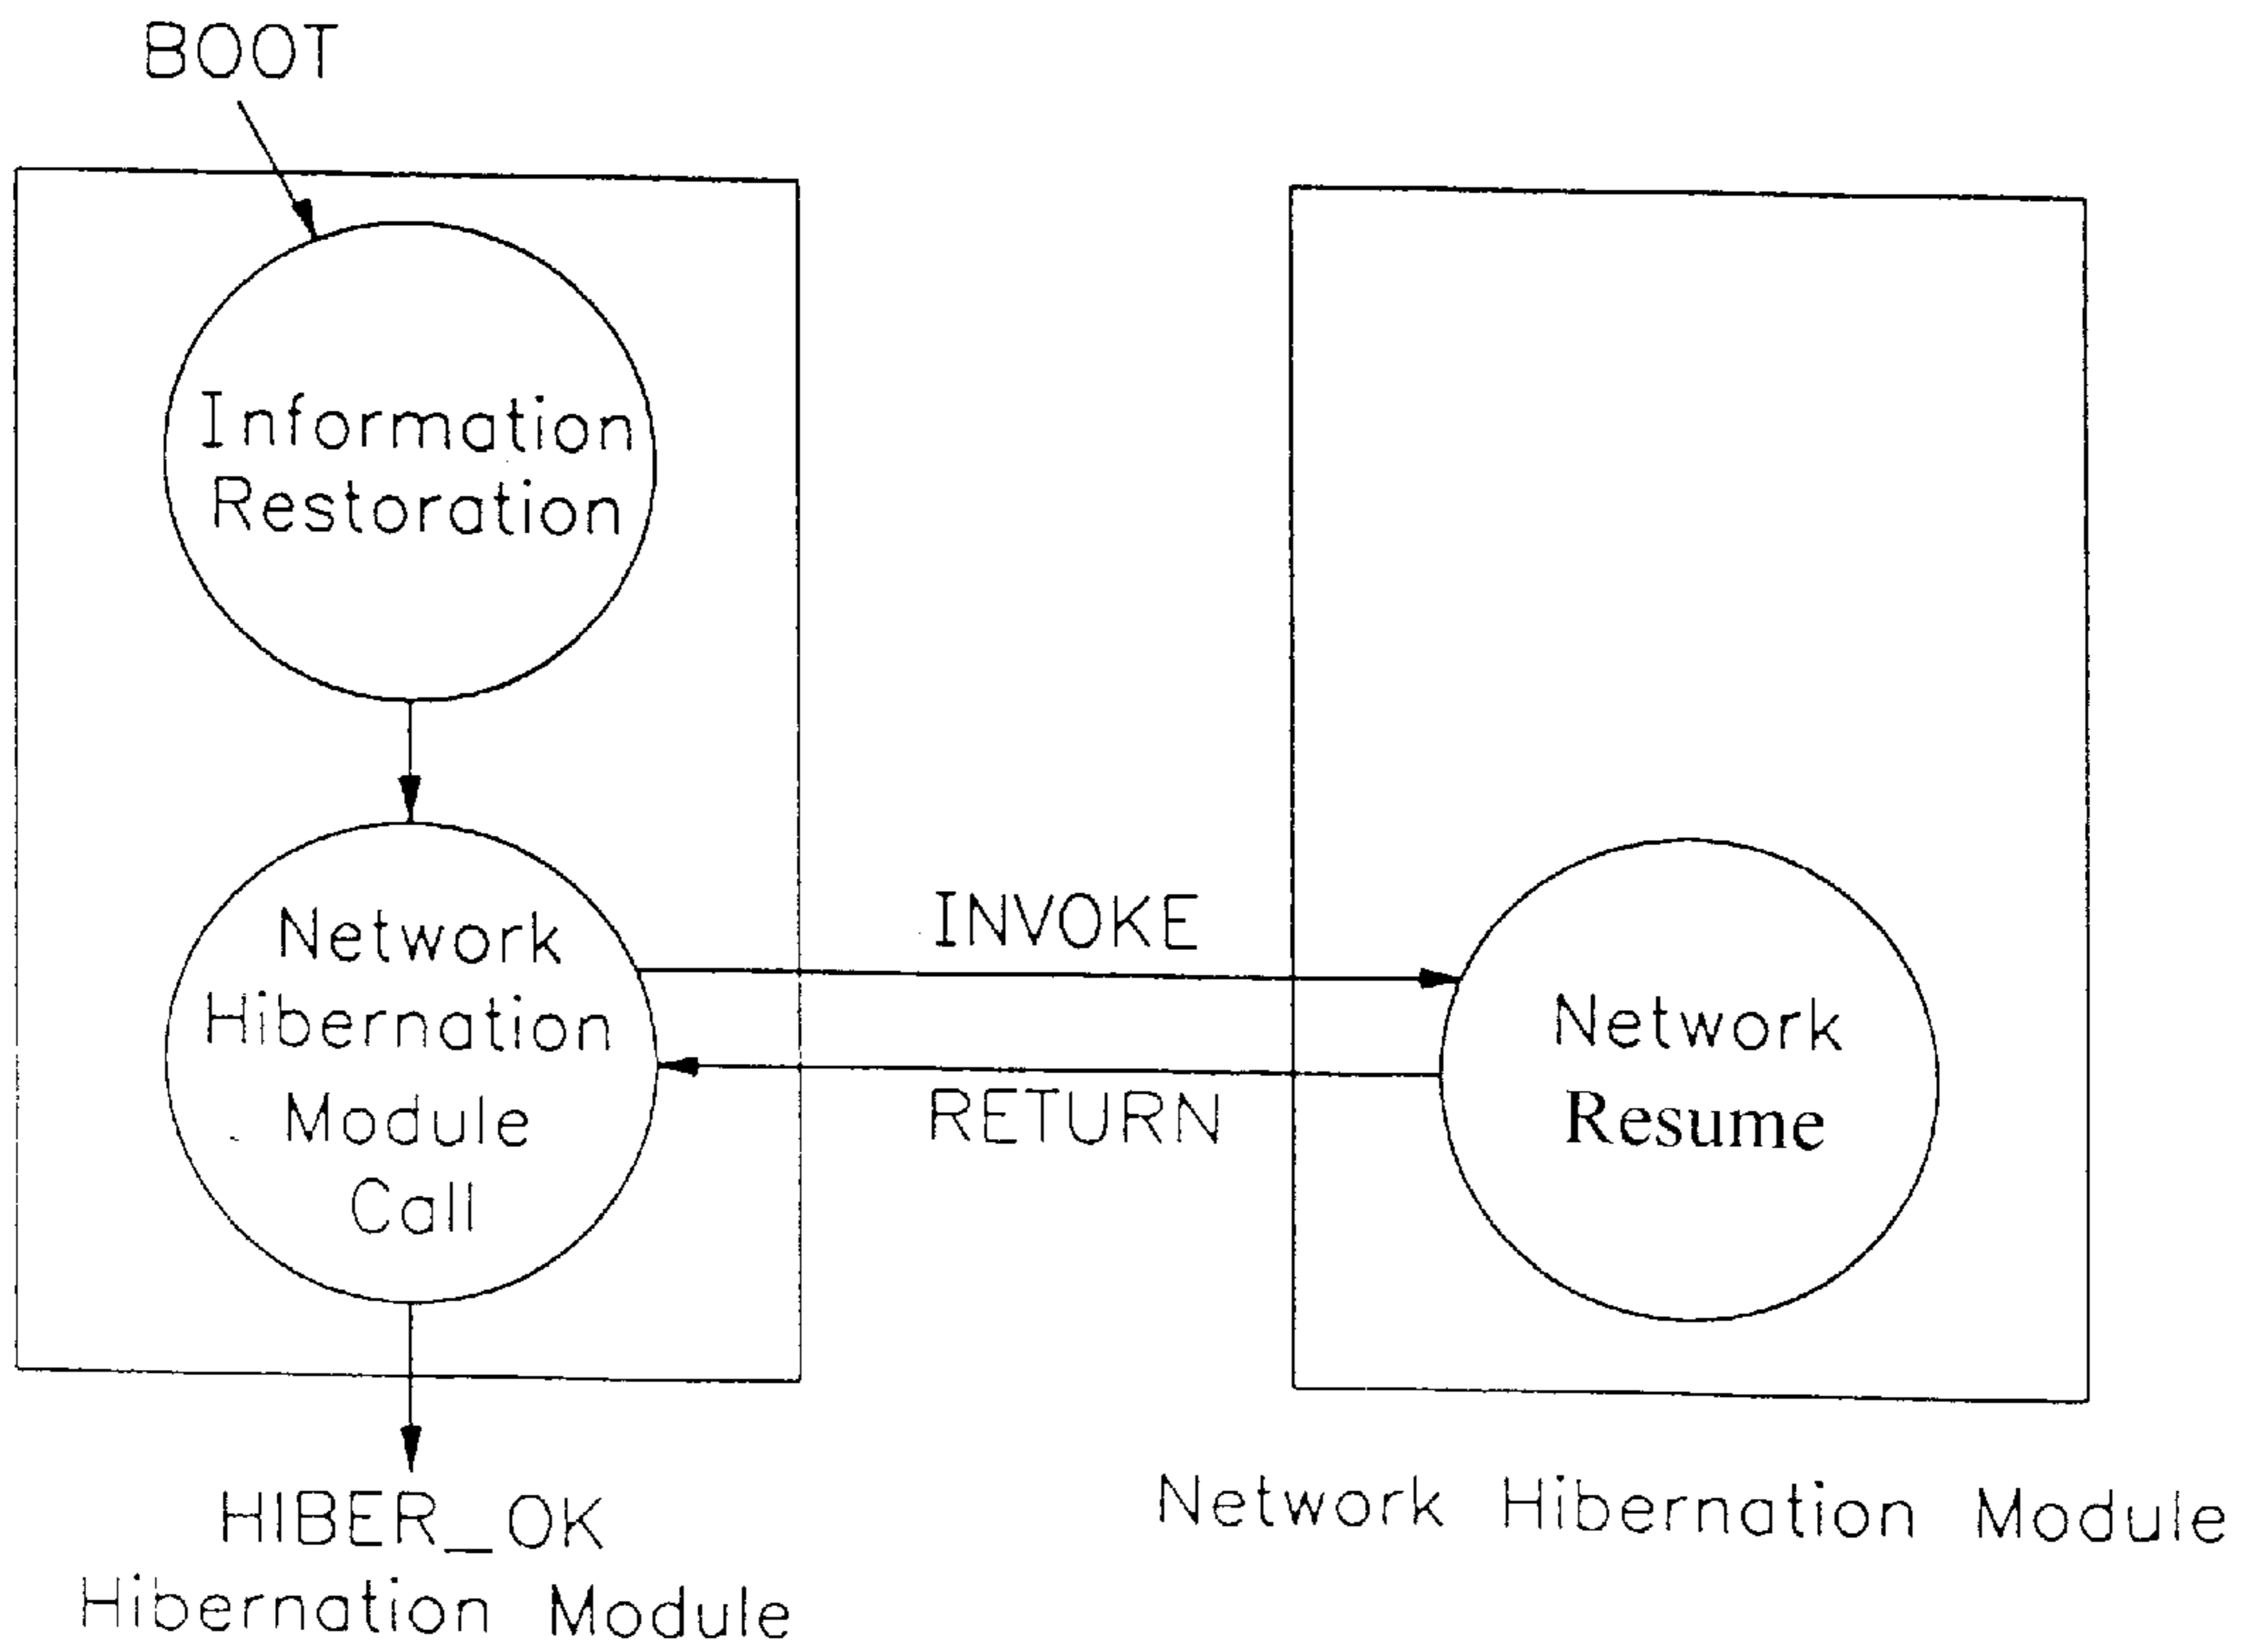 BOOT
Information
Restoration
Network
Hibernation
Module
Call
INVOKE
RETURN
Network
Resume
HIBER_OK
Hibernation Module
Network Hibernation Module